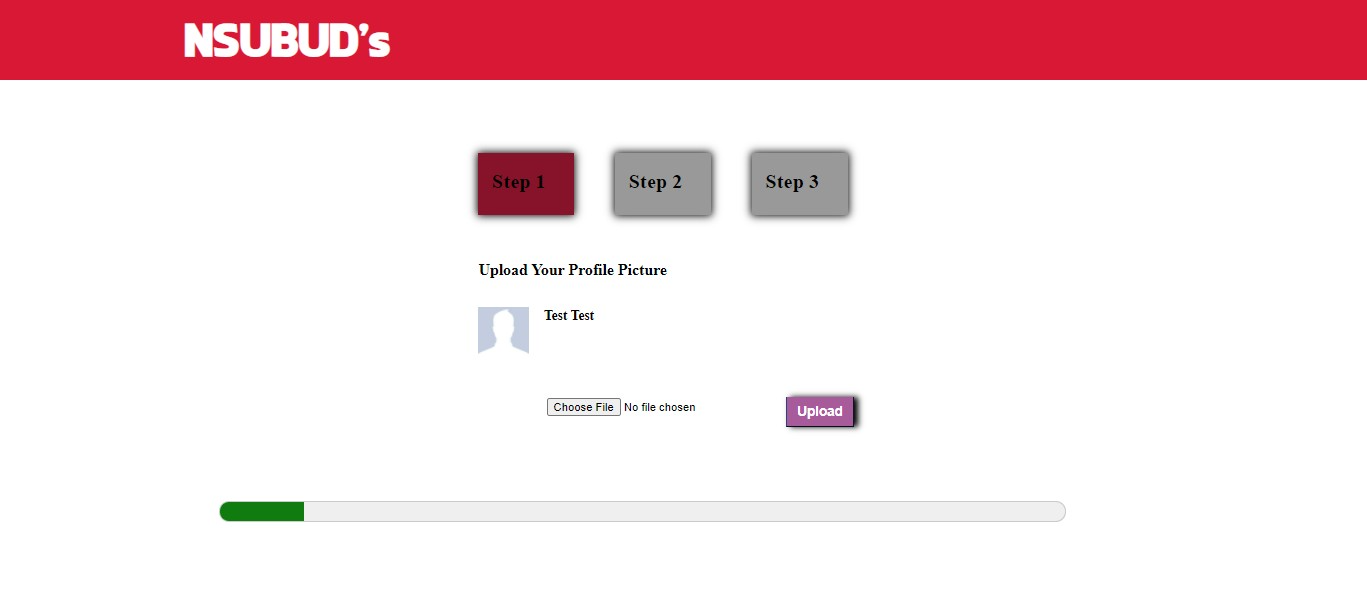 NSUBUD’s
Step 1
Step 2
Step 3
Upload Your Profile Picture
Test Test
Choose File No file chosen
Upload